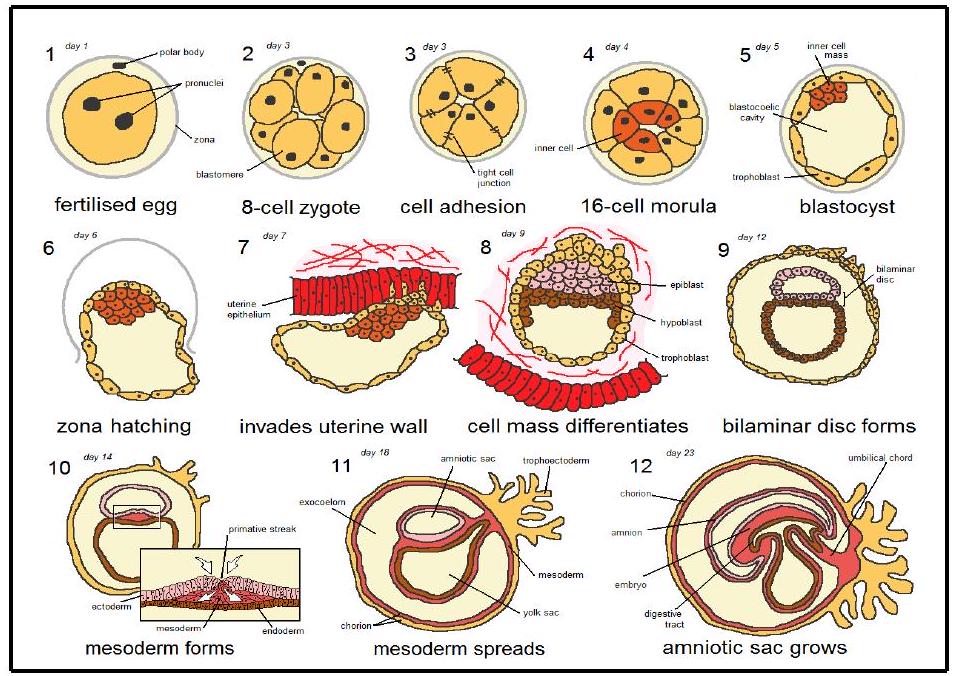 1
day 1
polar body
pronuclei
zona
fertilised egg
2
day 3
blastomere
8-cell zygote
3
day 3
tight cell
junction
cell adhesion
4
day 4
inner cell
16-cell morula
5
day 5
inner cell
mass
blastocoelic
cavity
trophoblast
blastocyst
6
day 6
zona hatching
7
day 7
uterine
epithelium
invades uterine wall
8
day 9
epiblast
hypoblast
trophoblast
cell mass differentiates
9
day 12
bilaminar
disc
bilaminar disc forms
10
day 14
primative streak
ectoderm
mesoderm
endoderm
mesoderm forms
11
day 18
amniotic sac
trophoectoderm
exocoelom
mesoderm
yolk sac
chorion
mesoderm spreads
12
day 23
umbilical chord
chorion
amnion
embryo
digestive
tract
amniotic sac grows